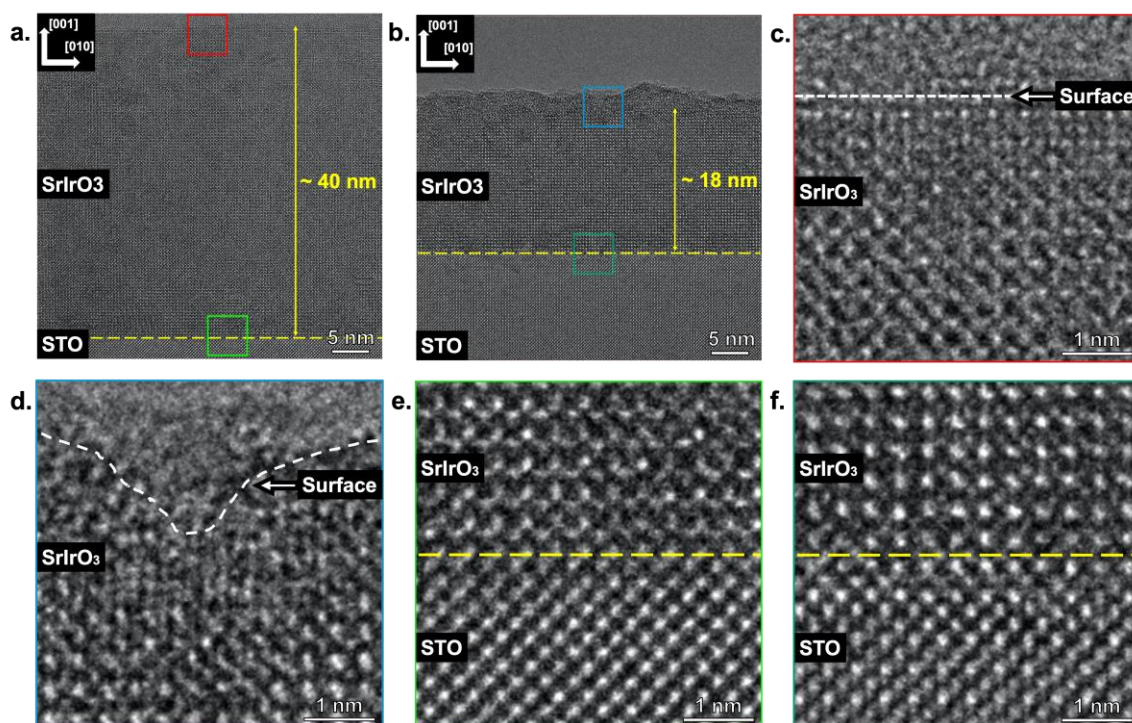 a.
[001]
[010]
SrIrO3
~ 40 nm
STO
5 nm
b.
[001]
[010]
SrIrO3
~ 18 nm
STO
5 nm
c.
Surface
SrIrO₃
1 nm
d.
Surface
SrIrO₃
1 nm
e.
SrIrO₃
STO
1 nm
f.
SrIrO₃
STO
1 nm